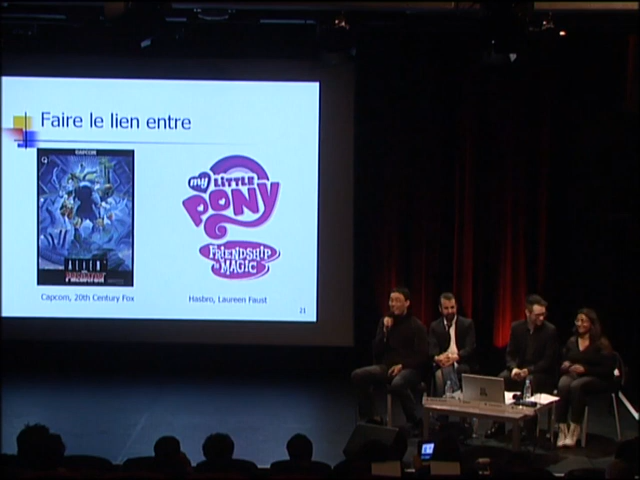 Faire le lien entre
CAPCOM
ALIEN
PREDATOR
my LITTLE
PONY
FRIENDSHIP
is MAGIC
Capcom, 20th Century Fox
Hasbro, Laureen Faust
21